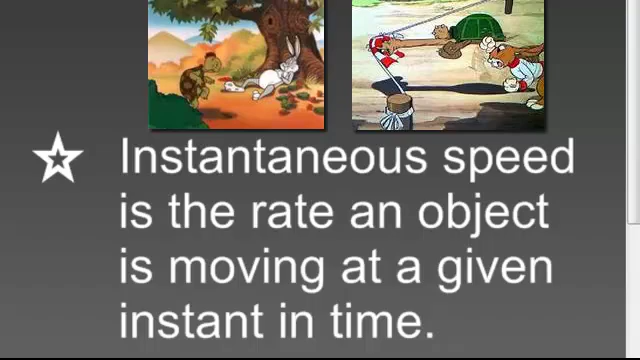 Instantaneous speed
is the rate an object
is moving at a given
instant in time.